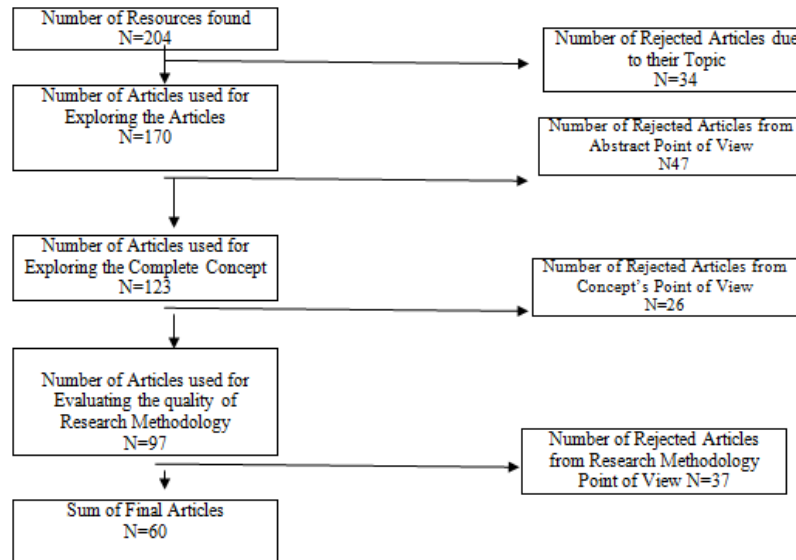 Number of Resources found
N=204
Number of Rejected Articles due
to their Topic
N=34
Number of Articles used for
Exploring the Articles
N=170
Number of Rejected Articles from
Abstract Point of View
N47
Number of Articles used for
Exploring the Complete Concept
N=123
Number of Rejected Articles from
Concept's Point of View
N=26
Number of Articles used for
Evaluating the quality of
Research Methodology
N=97
Number of Rejected Articles
from Research Methodology
Point of View N=37
Sum of Final Articles
N=60